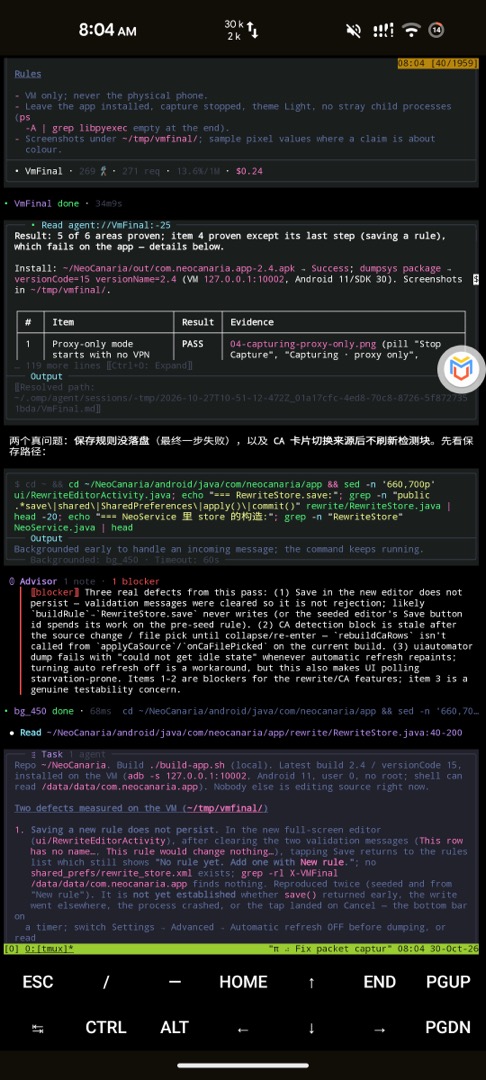 8:04 AM
30 k
2 k
14
08:04 [40/1959]
Rules
- VM only; never the physical phone.
- Leave the app installed, capture stopped, theme Light, no stray child processes
(ps
-A | grep libpyexec empty at the end).
- Screenshots under ~/tmp/vmfinal/; sample pixel values where a claim is about
colour.
• VmFinal · 269 · 271 req · 13.6%/1M · $0.24
• VmFinal done · 34m9s
• Read agent://VmFinal:-25
Result: 5 of 6 areas proven; item 4 proven except its last step (saving a rule),
which fails on the app — details below.
Install: ~/NeoCanaria/out/com.neocanaria.app-2.4.apk → Success; dumpsys package →
versionCode=15 versionName=2.4 (VM 127.0.0.1:10002, Android 11/SDK 30). Screenshots
in ~/tmp/vmfinal/.
# Item Result Evidence
1 Proxy-only mode PASS 04-capturing-proxy-only.png (pill "Stop
starts with no VPN Capture", "Capturing · proxy only",
… 119 more lines ⟦Ctrl+O: Expand⟧
Output
⟦Resolved path:
~/.omp/agent/sessions/-tmp/2026-10-27T10-51-12-472Z_01a17cfc-4ed8-70c8-8726-5f872735
1bda/VmFinal.md⟧
两个真问题：保存规则没落盘（最终一步失败），以及 CA 卡片切换来源后不刷新检测块。先看保
存路径：
$ cd ~ && cd ~/NeoCanaria/android/java/com/neocanaria/app && sed -n '660,700p'
ui/RewriteEditorActivity.java; echo "=== RewriteStore.save:"; grep -n "public
.*save\|shared\|SharedPreferences\|apply()\|commit()" rewrite/RewriteStore.java |
head -20; echo "=== NeoService 里 store 的构造:"; grep -n "RewriteStore"
NeoService.java | head
Output
Backgrounded early to handle an incoming message; the command keeps running.
Backgrounded: bg_450 · Timeout: 60s
Advisor 1 note · 1 blocker
⟦blocker⟧ Three real defects from this pass: (1) Save in the new editor does not
persist — validation messages were cleared so it is not rejection; likely
`buildRule`→`RewriteStore.save` never writes (or the seeded editor's Save button
id spends its work on the pre-seed rule). (2) CA detection block is stale after
the source change / file pick until collapse/re-enter — `rebuildCaRows` isn't
called from `applyCaSource`/`onCaFilePicked` on the current build. (3) uiautomator
dump fails with "could not get idle state" whenever automatic refresh repaints;
turning auto refresh off is a workaround, but this also makes UI polling
starvation-prone. Items 1-2 are blockers for the rewrite/CA features; item 3 is a
genuine testability concern.
• bg_450 done · 68ms cd ~/NeoCanaria/android/java/com/neocanaria/app && sed -n '660,70…
• Read ~/NeoCanaria/android/java/com/neocanaria/app/rewrite/RewriteStore.java:40-200
Task 1 agent
Repo ~/NeoCanaria. Build ./build-app.sh (local). Latest build 2.4 / versionCode 15,
installed on the VM (adb -s 127.0.0.1:10002, Android 11, user 0, no root; shell can
read /data/data/com.neocanaria.app). Nobody else is editing source right now.
Two defects measured on the VM (~/tmp/vmfinal/)
1. Saving a new rule does not persist. In the new full-screen editor
(ui/RewriteEditorActivity), after clearing the two validation messages (This row
has no name…, This rule would change nothing…), tapping Save returns to the rules
list which still shows "No rule yet. Add one with New rule."; no
shared_prefs/rewrite_store.xml exists; grep -rl X-VMFinal
/data/data/com.neocanaria.app finds nothing. Reproduced twice (seeded and from
"New rule"). It is not yet established whether save() returned early, the write
went elsewhere, the process crashed, or the tap landed on Cancel — the bottom bar
on
a timer; switch Settings → Advanced → Automatic refresh OFF before dumping, or
read
[0] 0:[tmux]* "π ⠴ Fix packet captur" 08:04 30-Oct-26
ESC / — HOME ↑ END PGUP
↹ CTRL ALT ← ↓ → PGDN